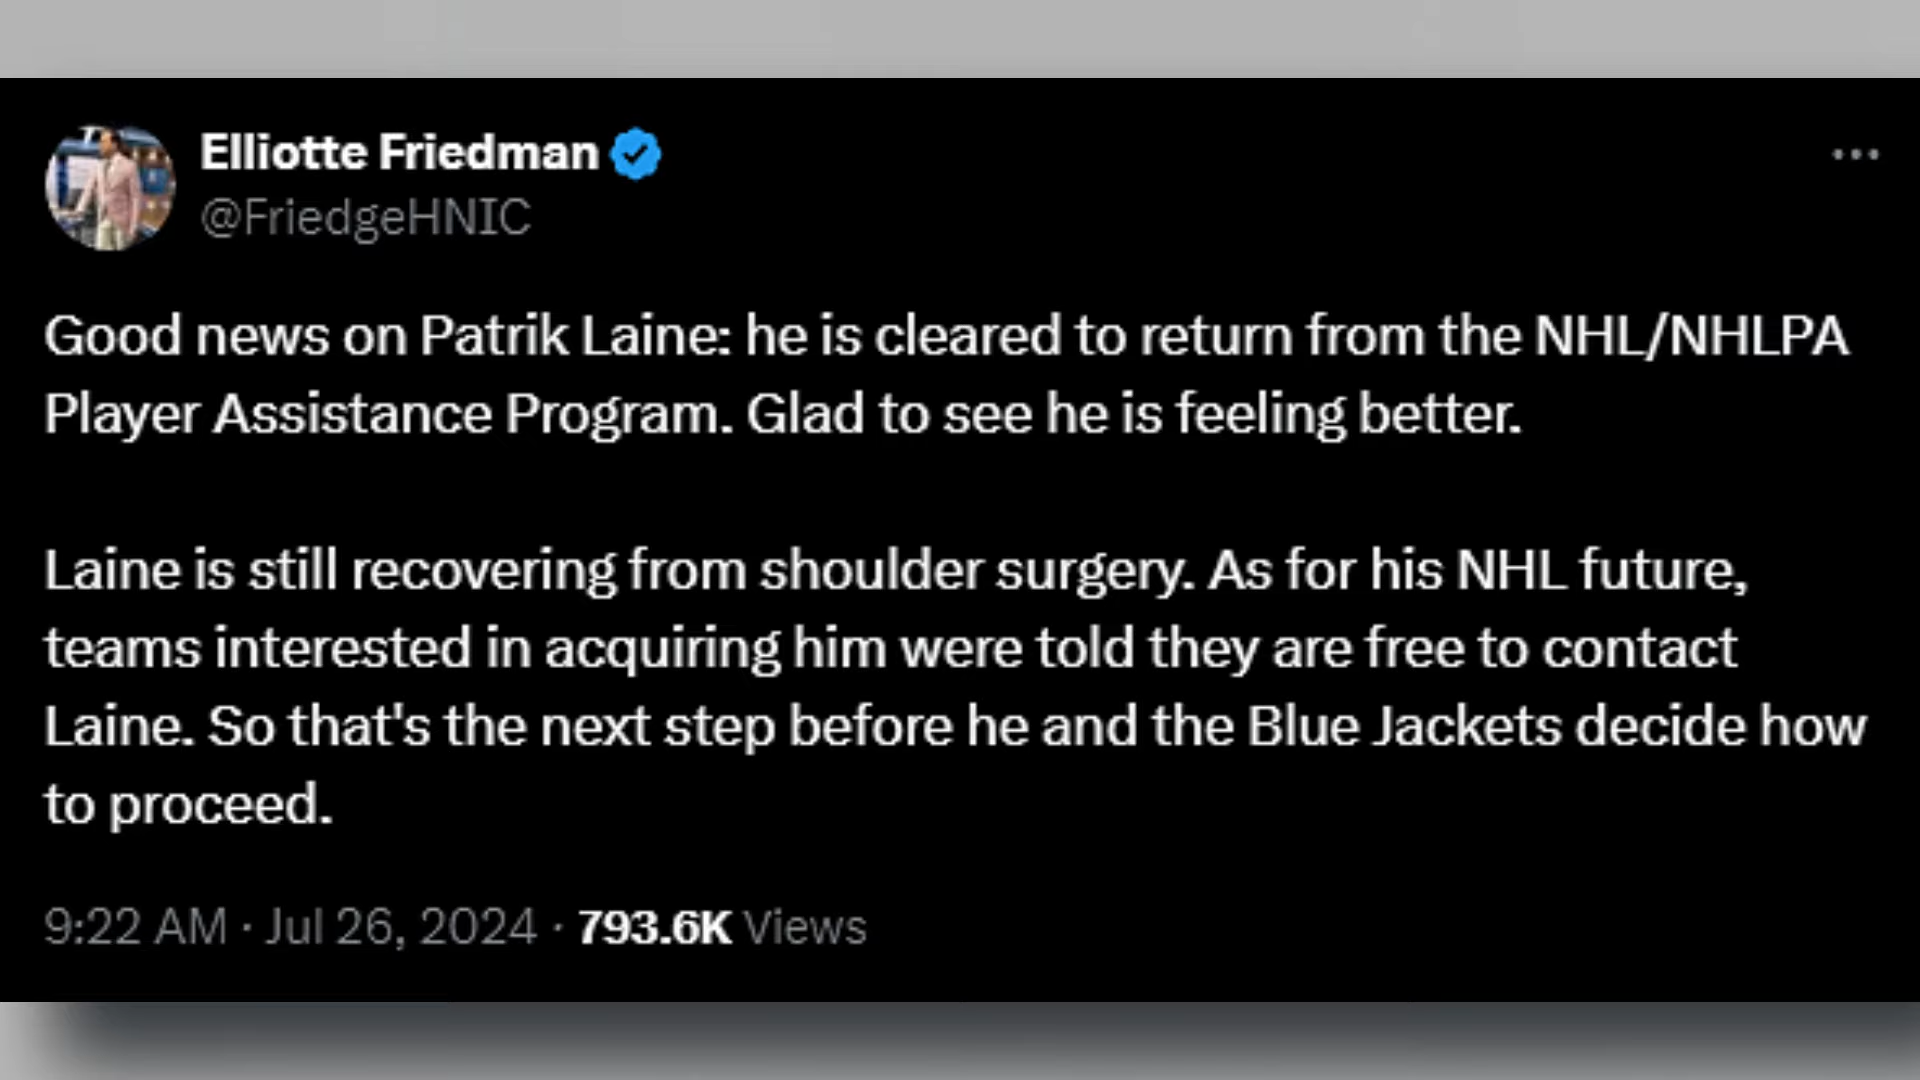 Elliotte Friedman
@FriedgeHNIC
Good news on Patrik Laine: he is cleared to return from the NHL/NHLPA
Player Assistance Program. Glad to see he is feeling better.
Laine is still recovering from shoulder surgery. As for his NHL future,
teams interested in acquiring him were told they are free to contact
Laine. So that's the next step before he and the Blue Jackets decide how
to proceed.
9:22 AM · Jul 26, 2024 · 793.6K Views